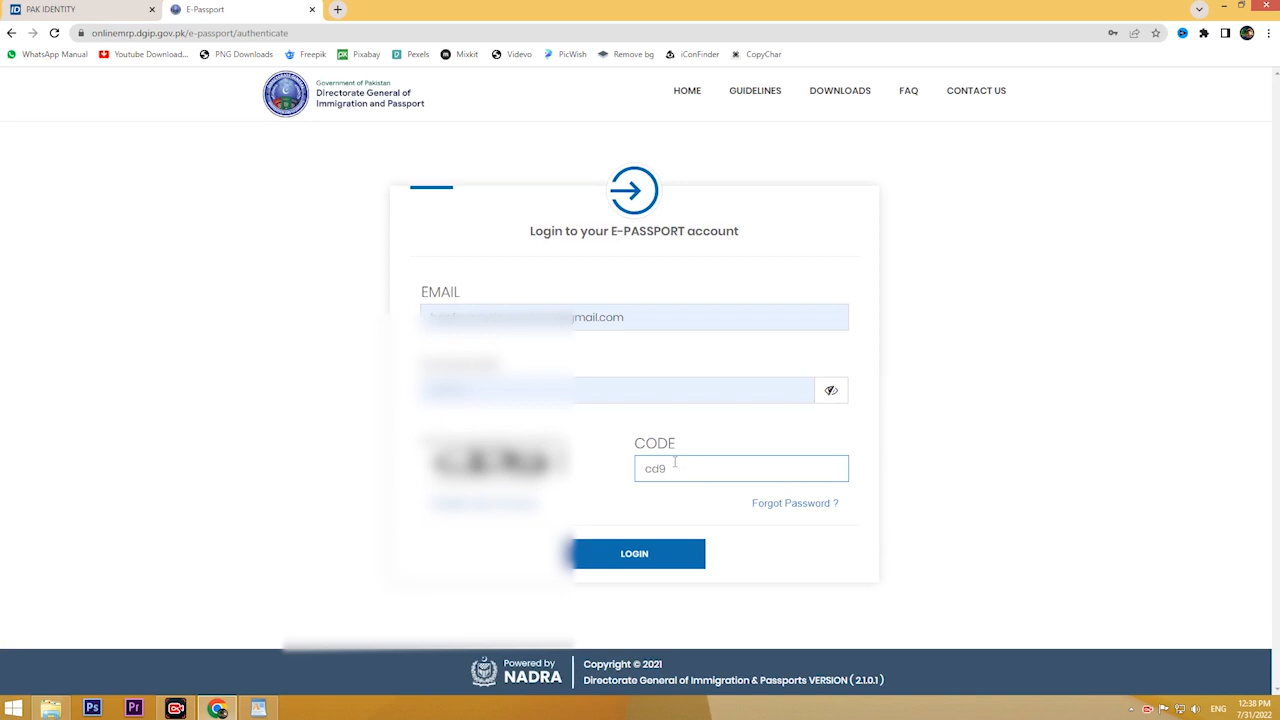 PAK IDENTITY
E-Passport
onlinemrp.dgip.gov.pk/e-passport/authenticate
WhatsApp Manual
Youtube Download...
PNG Downloads
Freepik
Pixabay
Pexels
Mixkit
Videvo
PicWish
Remove bg
iConFinder
CopyChar
Government of Pakistan
Directorate General of
Immigration and Passport
HOME
GUIDELINES
DOWNLOADS
FAQ
CONTACT US
Login to your E-PASSPORT account
EMAIL
gmail.com
CODE
cd9
Forgot Password ?
LOGIN
Powered by
NADRA
Copyright © 2021
Directorate General of Immigration & Passports VERSION ( 2.1.0.1 )
Ps
Pr
ENG
12:38 PM
7/31/2022